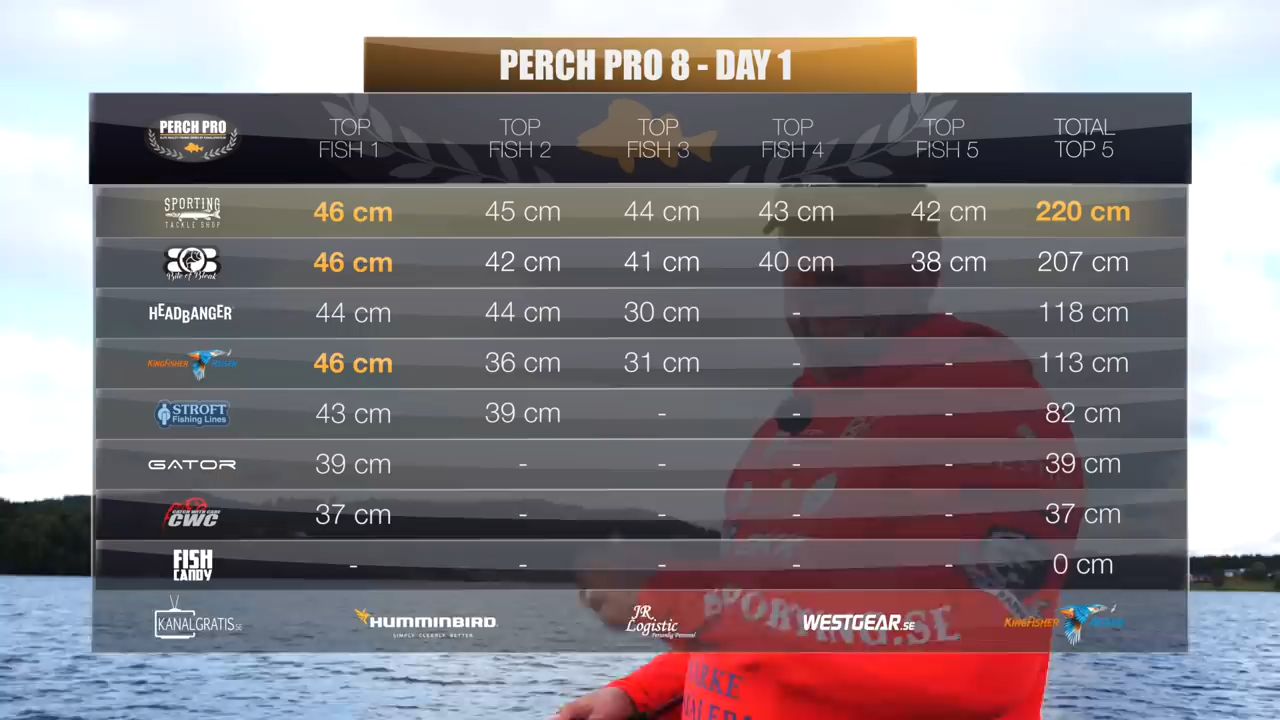 PERCH PRO 8 - DAY 1
PERCH PRO
TOP FISH 1
TOP FISH 2
TOP FISH 3
TOP FISH 4
TOP FISH 5
TOTAL TOP 5
SPORTING TACKLE SHOP
46 cm 45 cm 44 cm 43 cm 42 cm 220 cm
Bite of Bleak
46 cm 42 cm 41 cm 40 cm 38 cm 207 cm
HEADBANGER
44 cm 44 cm 30 cm - - 118 cm
KINGFISHER
46 cm 36 cm 31 cm - - 113 cm
STROFT
Fishing Lines
43 cm 39 cm - - - 82 cm
GATOR
39 cm - - - - 39 cm
CATCH WITH CARE
CWC
37 cm - - - - 37 cm
FISH
CANDY
- - - - - 0 cm
KANALGRATIS.SE
HUMMINBIRD
SIMPLY CLEARLY BETTER
JR
Logistic
Personlig Personal
WESTGEAR.SE
KINGFISHER
SPORTING.SE